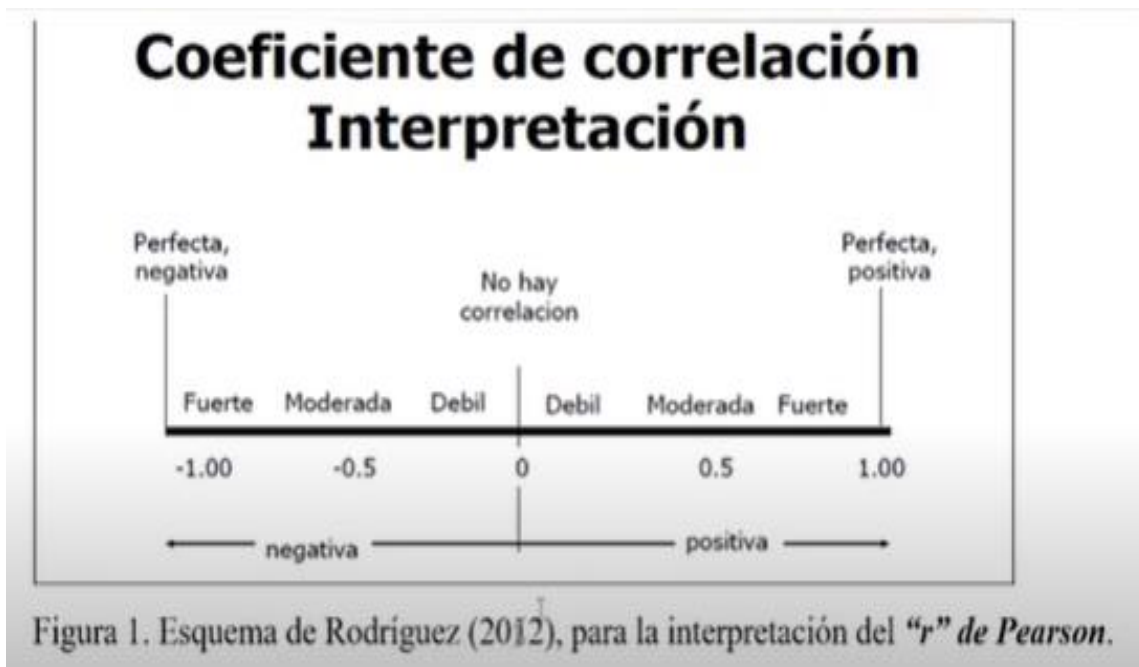 Coeficiente de correlación
Interpretación
Perfecta,
negativa
No hay
correlacion
Perfecta,
positiva
Fuerte Moderada Debil Debil Moderada Fuerte
-1.00 -0.5 0 0.5 1.00
negativa positiva
Figura 1. Esquema de Rodríguez (2012), para la interpretación del “r” de Pearson.